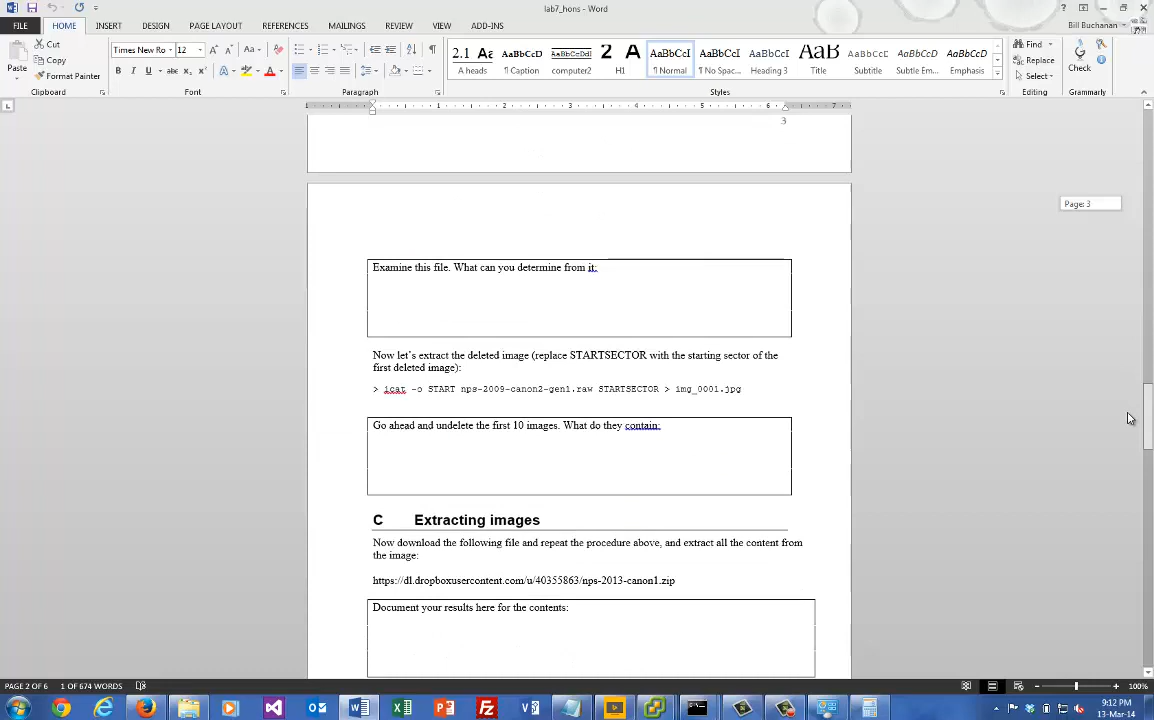 lab7_hons - Word
FILE HOME INSERT DESIGN PAGE LAYOUT REFERENCES MAILINGS REVIEW VIEW ADD-INS Bill Buchanan
Paste
Cut
Copy
Format Painter
Clipboard
Times New Ro 12
Font
Paragraph
2.1 Aa AaBbCcD AaBbCcD 2 A AaBbCcI AaBbCcI AaBbCcI AaB AaBbCcD AaBbCcD AaBbCcI
A heads ¶ Caption computer2 H1 ¶ Normal ¶ No Spac... Heading 3 Title Subtitle Subtle Em... Emphasis
Styles
Find
Replace
Select
Editing
Check
Grammarly
3
Page: 3
Examine this file. What can you determine from it:
Now let’s extract the deleted image (replace STARTSECTOR with the starting sector of the
first deleted image):
> icat -o START nps-2009-canon2-gen1.raw STARTSECTOR > img_0001.jpg
Go ahead and undelete the first 10 images. What do they contain:
C Extracting images
Now download the following file and repeat the procedure above, and extract all the content from
the image:
https://dl.dropboxusercontent.com/u/40355863/nps-2013-canon1.zip
Document your results here for the contents:
PAGE 2 OF 6 1 OF 674 WORDS 100%
9:12 PM
13-Mar-14